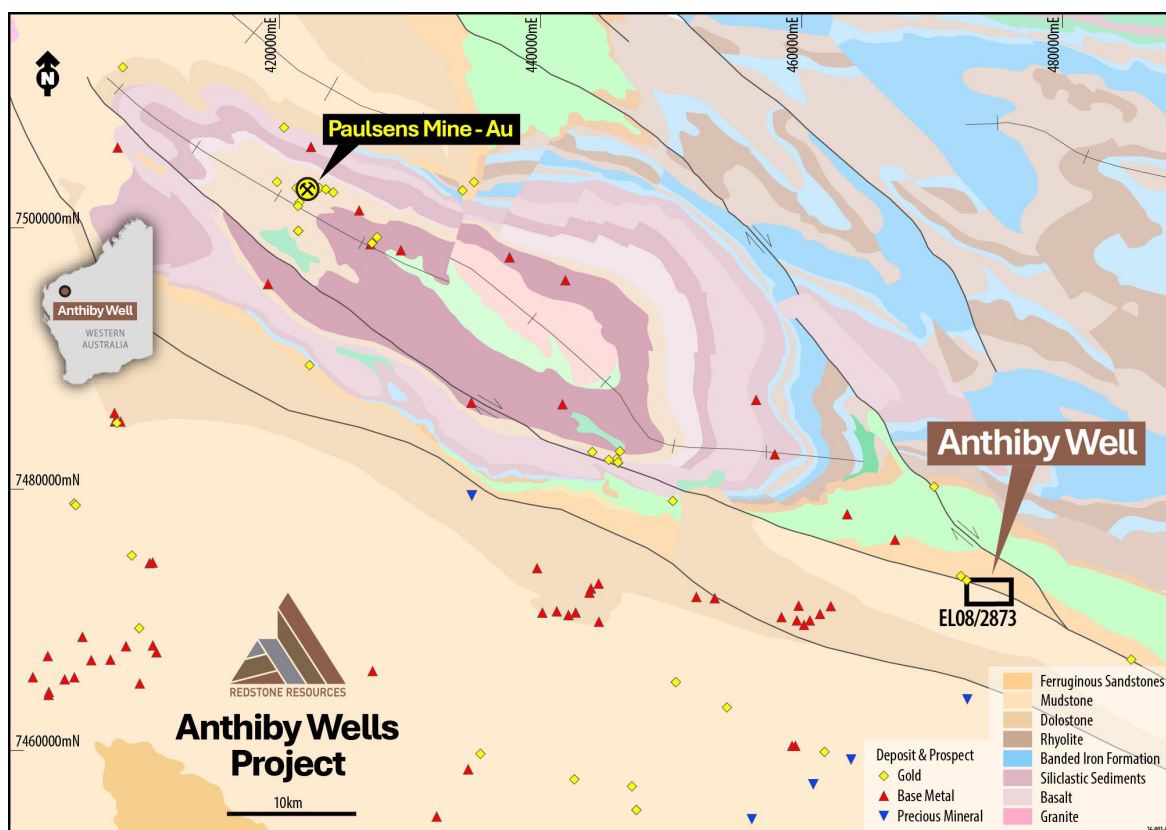 420000mE
440000mE
460000mE
480000mE
N
Paulsens Mine - Au
7500000mN
Anthiby Well
WESTERN
AUSTRALIA
Anthiby Well
7480000mN
EL08/2873
REDSTONE RESOURCES
Anthiby Wells
Project
10km
7460000mN
Deposit & Prospect
Gold
Base Metal
Precious Mineral
Ferruginous Sandstones
Mudstone
Dolostone
Rhyolite
Banded Iron Formation
Siliclastic Sediments
Basalt
Granite